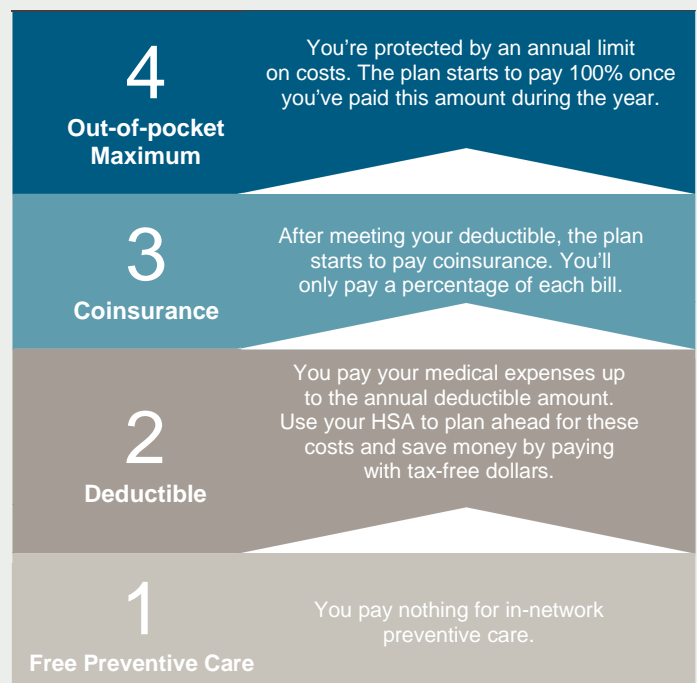 4
Out-of-pocket
Maximum
You’re protected by an annual limit
on costs. The plan starts to pay 100% once
you’ve paid this amount during the year.
3
Coinsurance
After meeting your deductible, the plan
starts to pay coinsurance. You’ll
only pay a percentage of each bill.
2
Deductible
You pay your medical expenses up
to the annual deductible amount.
Use your HSA to plan ahead for these
costs and save money by paying
with tax-free dollars.
1
Free Preventive Care
You pay nothing for in-network
preventive care.